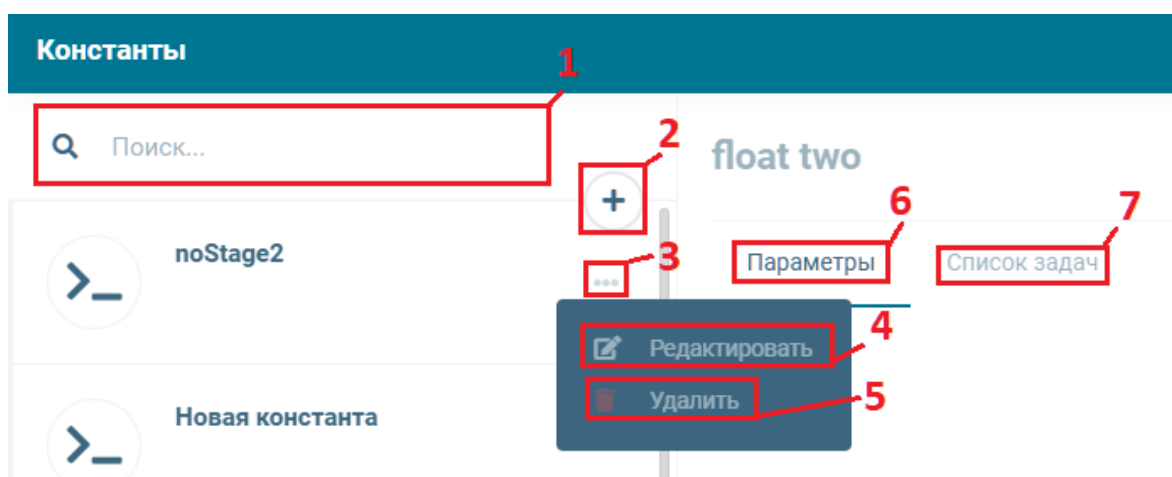 Константы
1
Поиск...
2
float two
6
7
noStage2
3
Параметры
Список задач
4
Редактировать
5
Удалить
Новая константа